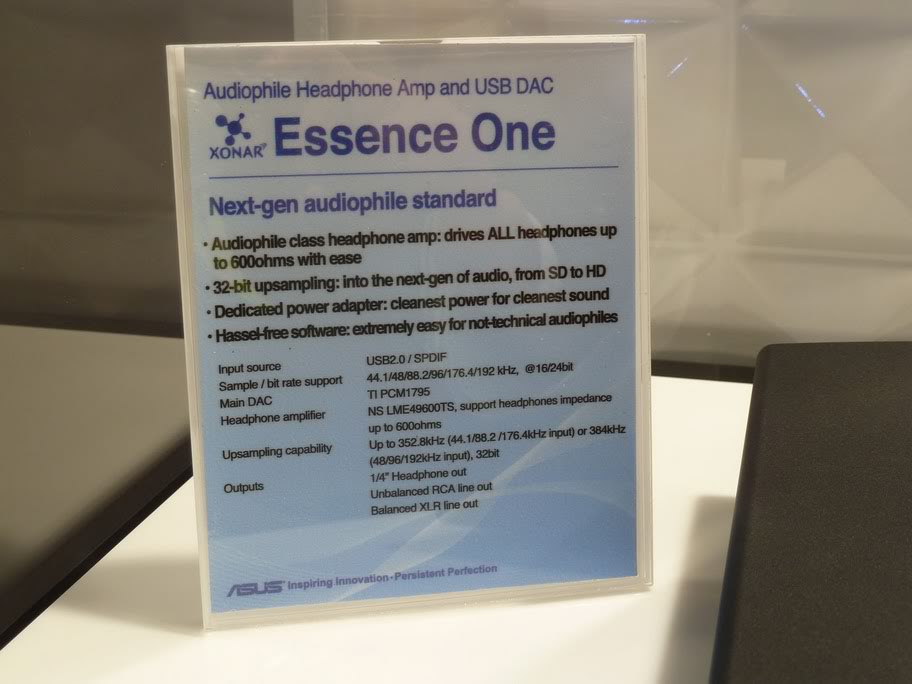 Audiophile Headphone Amp and USB DAC
XONAR® Essence One
Next-gen audiophile standard
• Audiophile class headphone amp: drives ALL headphones up
to 600ohms with ease
• 32-bit upsampling: into the next-gen of audio, from SD to HD
• Dedicated power adapter: cleanest power for cleanest sound
• Hassel-free software: extremely easy for not-technical audiophiles
Input source USB2.0 / SPDIF
Sample / bit rate support 44.1/48/88.2/96/176.4/192 kHz, @16/24bit
Main DAC TI PCM1795
Headphone amplifier NS LME49600TS, support headphones impedance
up to 600ohms
Upsampling capability Up to 352.8kHz (44.1/88.2 /176.4kHz input) or 384kHz
(48/96/192kHz input), 32bit
Outputs 1/4" Headphone out
Unbalanced RCA line out
Balanced XLR line out
ASUS Inspiring Innovation - Persistent Perfection